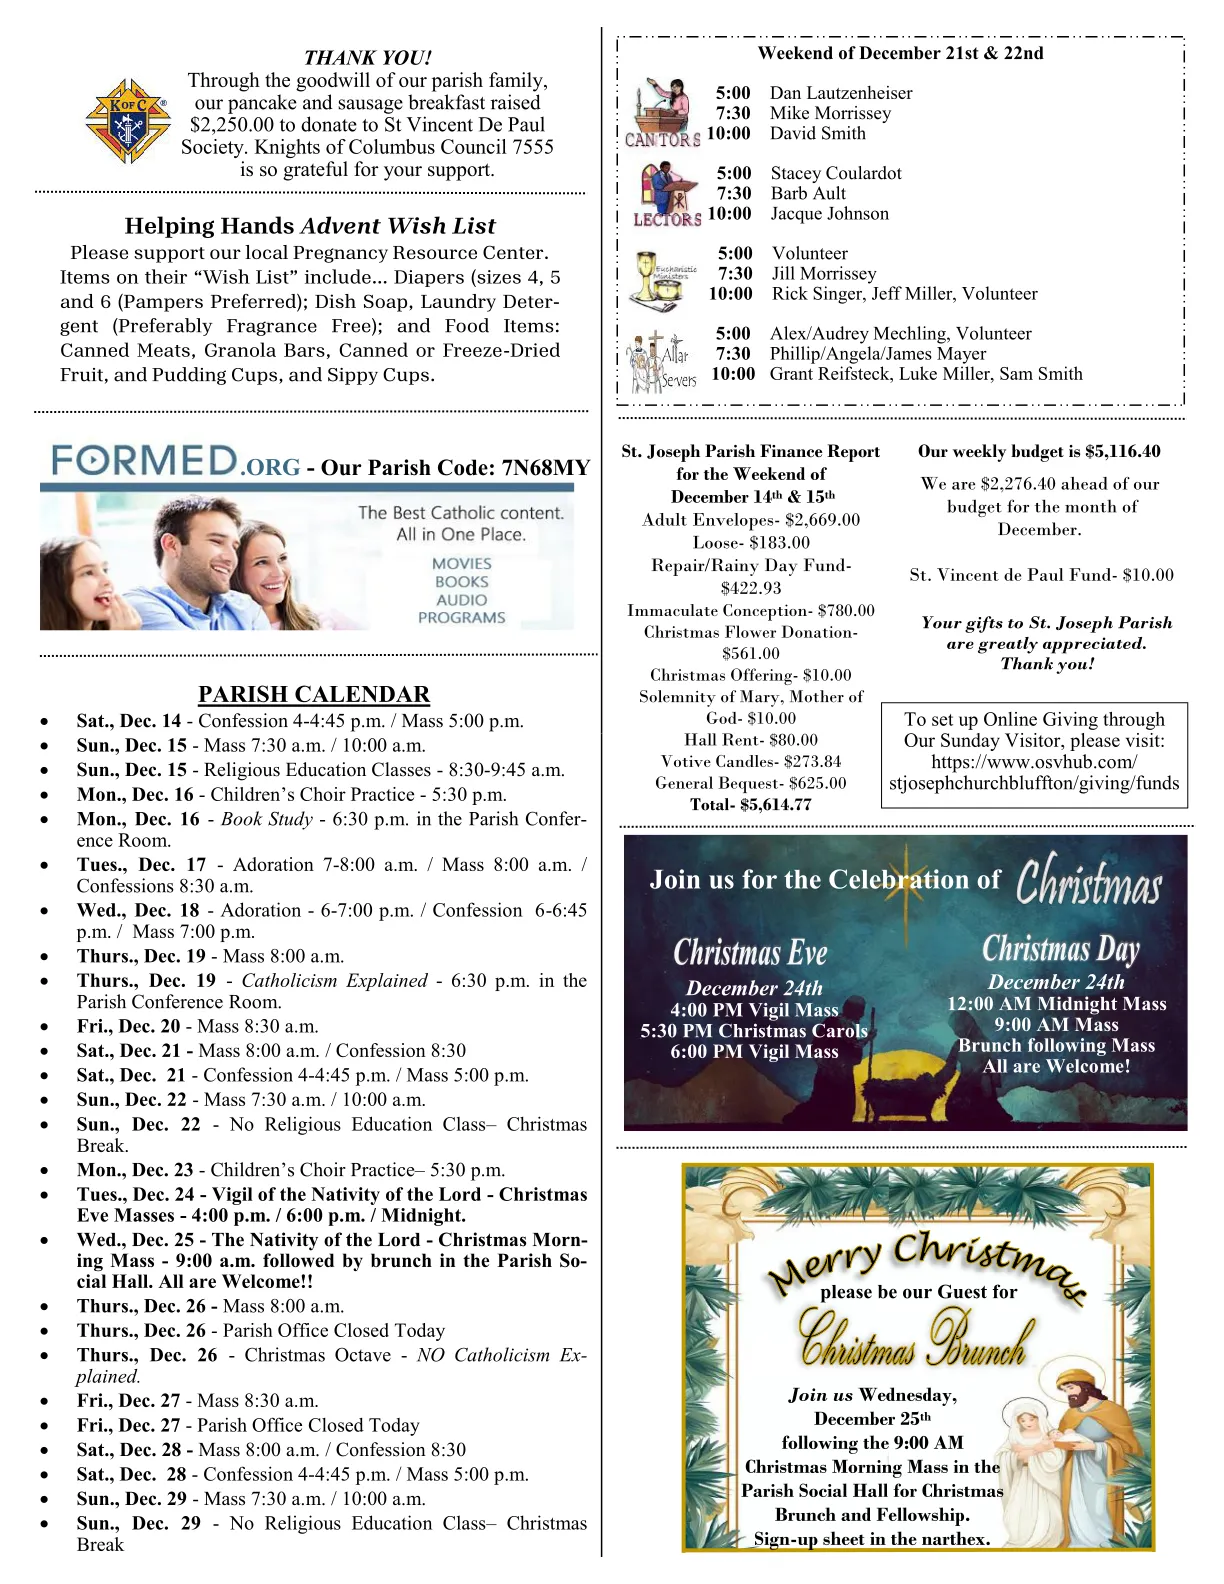 THANK YOU!
Through the goodwill of our parish family,
our pancake and sausage breakfast raised
$2,250.00 to donate to St Vincent De Paul
Society. Knights of Columbus Council 7555
is so grateful for your support.
K OF C ®
Helping Hands Advent Wish List
Please support our local Pregnancy Resource Center.
Items on their “Wish List” include... Diapers (sizes 4, 5
and 6 (Pampers Preferred); Dish Soap, Laundry Deter-
gent (Preferably Fragrance Free); and Food Items:
Canned Meats, Granola Bars, Canned or Freeze-Dried
Fruit, and Pudding Cups, and Sippy Cups.
FORMED.ORG - Our Parish Code: 7N68MY
The Best Catholic content.
All in One Place.
MOVIES
BOOKS
AUDIO
PROGRAMS
PARISH CALENDAR
• Sat., Dec. 14 - Confession 4-4:45 p.m. / Mass 5:00 p.m.
• Sun., Dec. 15 - Mass 7:30 a.m. / 10:00 a.m.
• Sun., Dec. 15 - Religious Education Classes - 8:30-9:45 a.m.
• Mon., Dec. 16 - Children’s Choir Practice - 5:30 p.m.
• Mon., Dec. 16 - Book Study - 6:30 p.m. in the Parish Confer-
ence Room.
• Tues., Dec. 17 - Adoration 7-8:00 a.m. / Mass 8:00 a.m. /
Confessions 8:30 a.m.
• Wed., Dec. 18 - Adoration - 6-7:00 p.m. / Confession 6-6:45
p.m. / Mass 7:00 p.m.
• Thurs., Dec. 19 - Mass 8:00 a.m.
• Thurs., Dec. 19 - Catholicism Explained - 6:30 p.m. in the
Parish Conference Room.
• Fri., Dec. 20 - Mass 8:30 a.m.
• Sat., Dec. 21 - Mass 8:00 a.m. / Confession 8:30
• Sat., Dec. 21 - Confession 4-4:45 p.m. / Mass 5:00 p.m.
• Sun., Dec. 22 - Mass 7:30 a.m. / 10:00 a.m.
• Sun., Dec. 22 - No Religious Education Class– Christmas
Break.
• Mon., Dec. 23 - Children’s Choir Practice– 5:30 p.m.
• Tues., Dec. 24 - Vigil of the Nativity of the Lord - Christmas
Eve Masses - 4:00 p.m. / 6:00 p.m. / Midnight.
• Wed., Dec. 25 - The Nativity of the Lord - Christmas Morn-
ing Mass - 9:00 a.m. followed by brunch in the Parish So-
cial Hall. All are Welcome!!
• Thurs., Dec. 26 - Mass 8:00 a.m.
• Thurs., Dec. 26 - Parish Office Closed Today
• Thurs., Dec. 26 - Christmas Octave - NO Catholicism Ex-
plained.
• Fri., Dec. 27 - Mass 8:30 a.m.
• Fri., Dec. 27 - Parish Office Closed Today
• Sat., Dec. 28 - Mass 8:00 a.m. / Confession 8:30
• Sat., Dec. 28 - Confession 4-4:45 p.m. / Mass 5:00 p.m.
• Sun., Dec. 29 - Mass 7:30 a.m. / 10:00 a.m.
• Sun., Dec. 29 - No Religious Education Class– Christmas
Break
Weekend of December 21st & 22nd
CANTORS
5:00 Dan Lautzenheiser
7:30 Mike Morrissey
10:00 David Smith
LECTORS
5:00 Stacey Coulardot
7:30 Barb Ault
10:00 Jacque Johnson
Eucharistic
Ministers
5:00 Volunteer
7:30 Jill Morrissey
10:00 Rick Singer, Jeff Miller, Volunteer
Altar
Servers
5:00 Alex/Audrey Mechling, Volunteer
7:30 Phillip/Angela/James Mayer
10:00 Grant Reifsteck, Luke Miller, Sam Smith
St. Joseph Parish Finance Report
for the Weekend of
December 14th & 15th
Adult Envelopes- $2,669.00
Loose- $183.00
Repair/Rainy Day Fund-
$422.93
Immaculate Conception- $780.00
Christmas Flower Donation-
$561.00
Christmas Offering- $10.00
Solemnity of Mary, Mother of
God- $10.00
Hall Rent- $80.00
Votive Candles- $273.84
General Bequest- $625.00
Total- $5,614.77
Our weekly budget is $5,116.40
We are $2,276.40 ahead of our
budget for the month of
December.
St. Vincent de Paul Fund- $10.00
Your gifts to St. Joseph Parish
are greatly appreciated.
Thank you!
To set up Online Giving through
Our Sunday Visitor, please visit:
https://www.osvhub.com/
stjosephchurchbluffton/giving/funds
Join us for the Celebration of Christmas
Christmas Eve
December 24th
4:00 PM Vigil Mass
5:30 PM Christmas Carols
6:00 PM Vigil Mass
Christmas Day
December 24th
12:00 AM Midnight Mass
9:00 AM Mass
Brunch following Mass
All are Welcome!
Merry Christmas
please be our Guest for
Christmas Brunch
Join us Wednesday,
December 25th
following the 9:00 AM
Christmas Morning Mass in the
Parish Social Hall for Christmas
Brunch and Fellowship.
Sign-up sheet in the narthex.